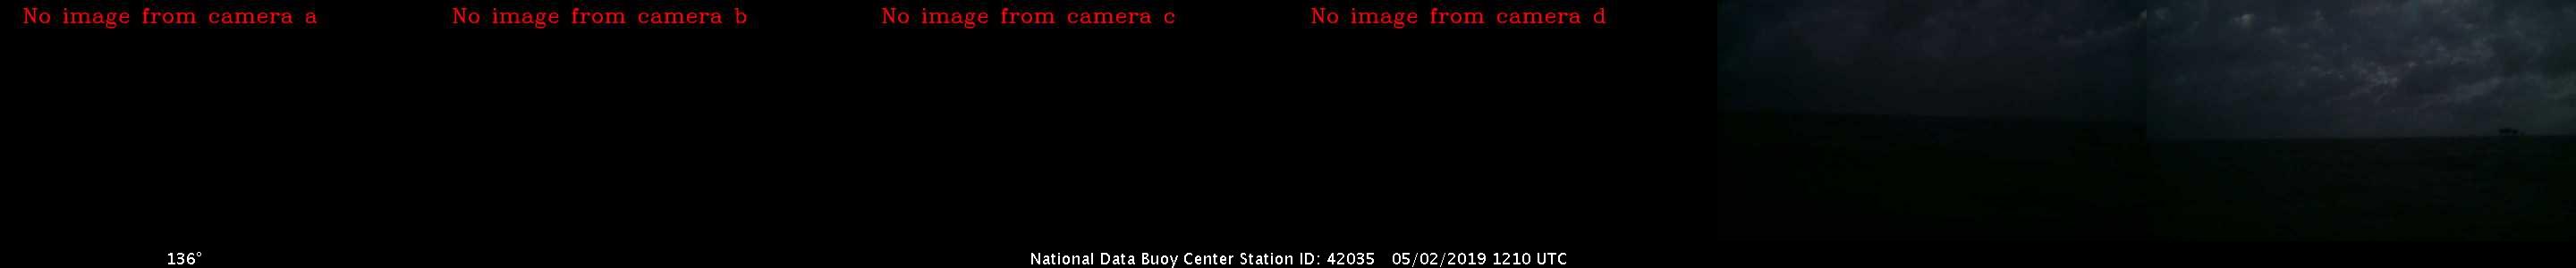 No image from camera a
No image from camera b
No image from camera c
No image from camera d
136°
National Data Buoy Center Station ID: 42035 05/02/2019 1210 UTC